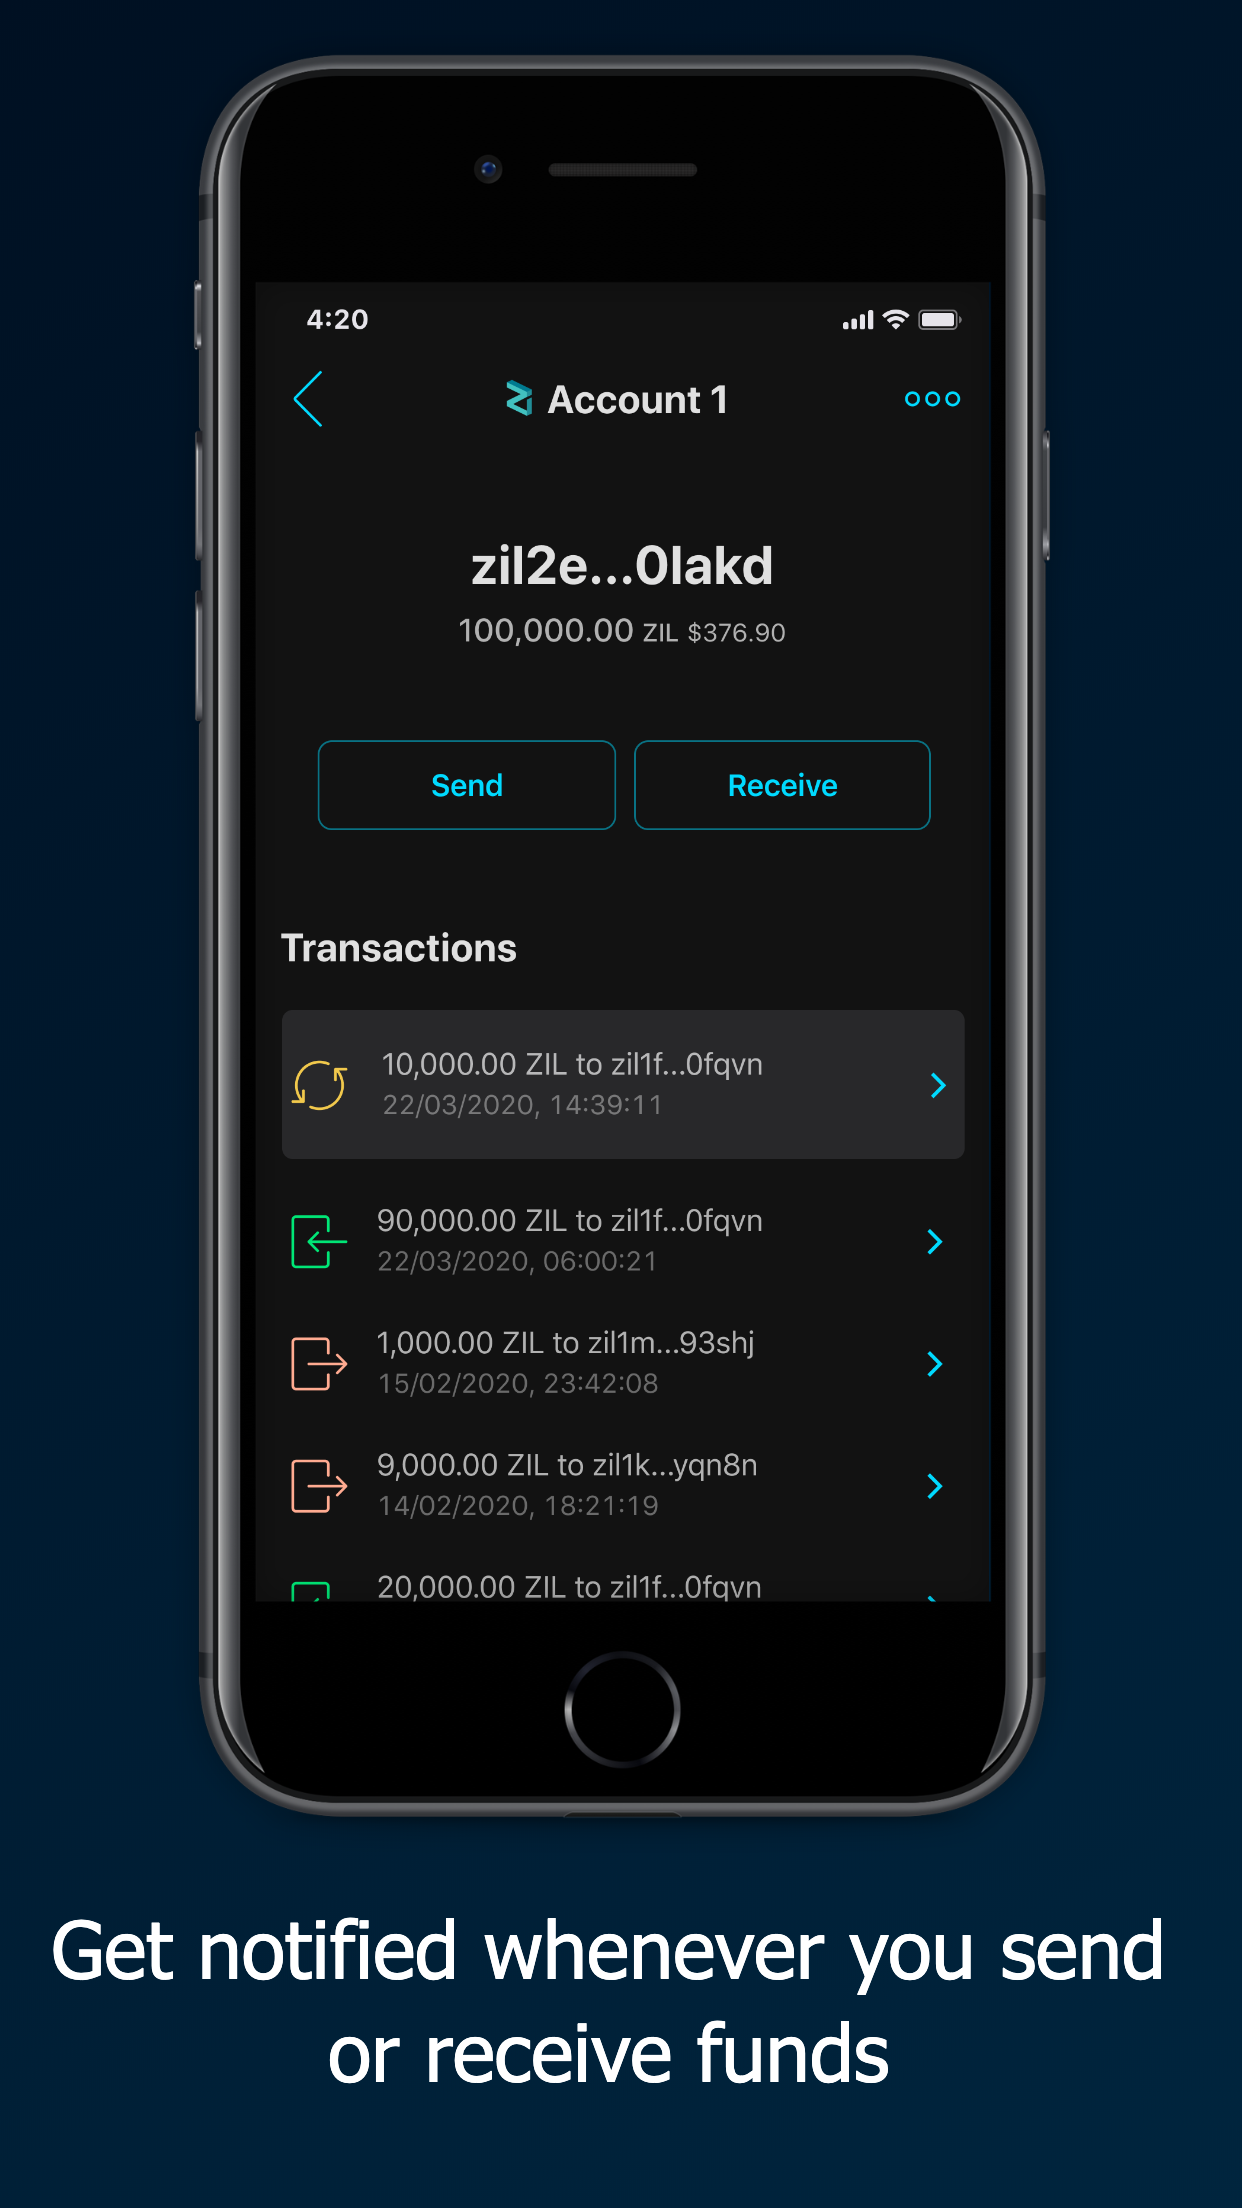 4:20
Account 1
zil2e...0lakd
100,000.00 ZIL $376.90
Send
Receive
Transactions
10,000.00 ZIL to zil1f...0fqvn
22/03/2020, 14:39:11
90,000.00 ZIL to zil1f...0fqvn
22/03/2020, 06:00:21
1,000.00 ZIL to zil1m...93shj
15/02/2020, 23:42:08
9,000.00 ZIL to zil1k...yqn8n
14/02/2020, 18:21:19
20,000.00 ZIL to zil1f...0fqvn
Get notified whenever you send
or receive funds